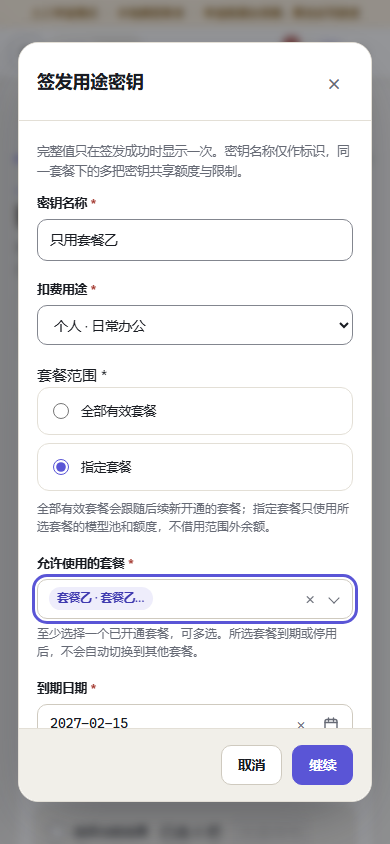 签发用途密钥
完整值只在签发成功时显示一次。密钥名称仅作标识，同
一套餐下的多把密钥共享额度与限制。
密钥名称 *
只用套餐乙
扣费用途 *
个人 · 日常办公
套餐范围 *
全部有效套餐
指定套餐
全部有效套餐会跟随后续新开通的套餐；指定套餐只使用所
选套餐的模型池和额度，不借用范围外余额。
允许使用的套餐 *
套餐乙 · 套餐乙...
至少选择一个已开通套餐，可多选。所选套餐到期或停用
后，不会自动切换到其他套餐。
到期日期 *
2027-02-15
取消
继续